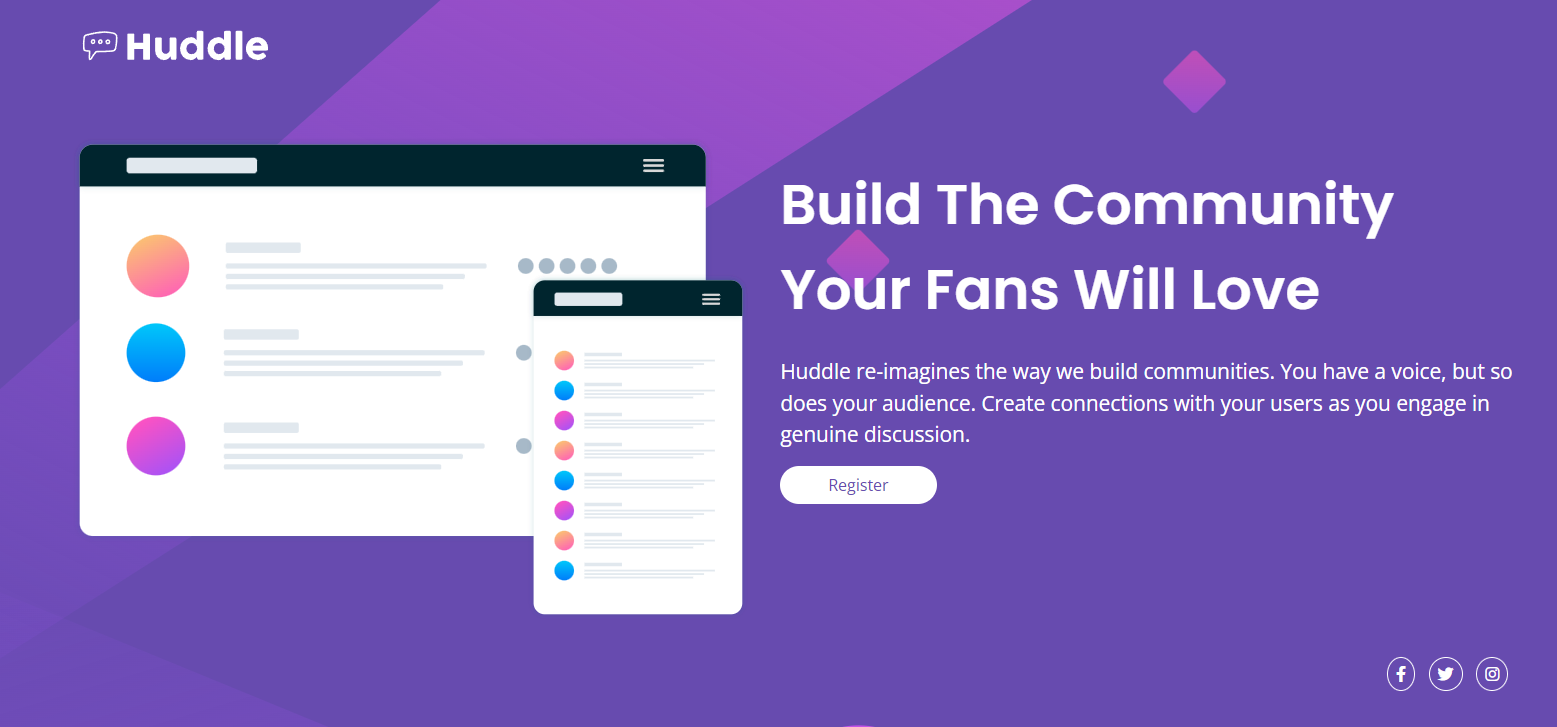 Huddle
Build The Community
Your Fans Will Love
Huddle re-imagines the way we build communities. You have a voice, but so
does your audience. Create connections with your users as you engage in
genuine discussion.
Register